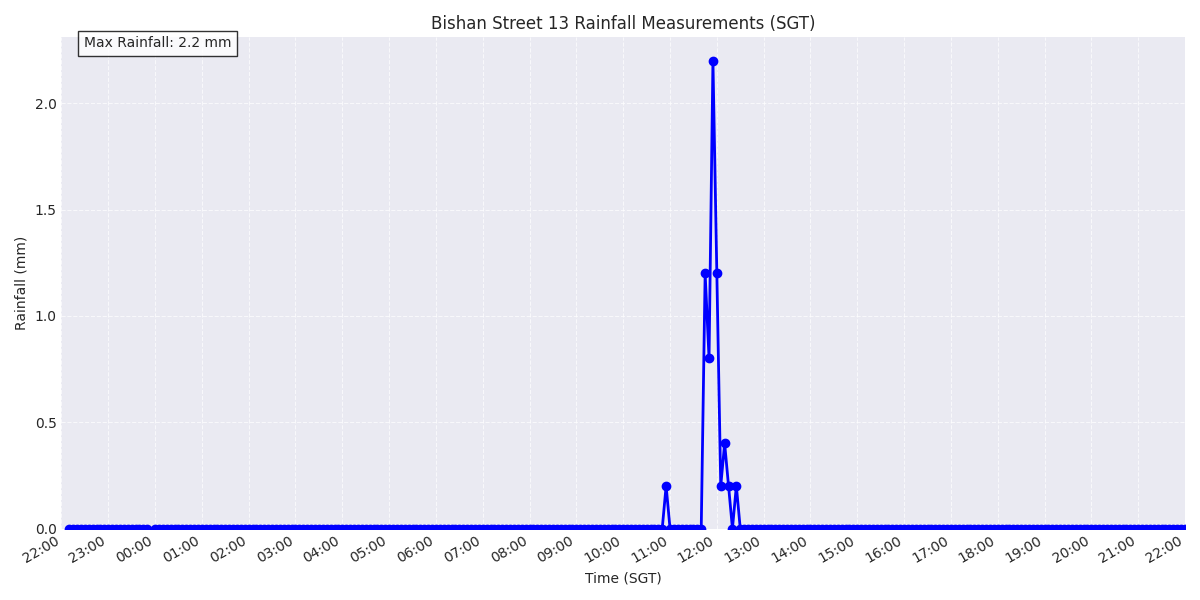 Bishan Street 13 Rainfall Measurements (SGT)
Max Rainfall: 2.2 mm
Rainfall (mm)
2.0
1.5
1.0
0.5
0.0
22:00 23:00 00:00 01:00 02:00 03:00 04:00 05:00 06:00 07:00 08:00 09:00 10:00 11:00 12:00 13:00 14:00 15:00 16:00 17:00 18:00 19:00 20:00 21:00 22:00
Time (SGT)